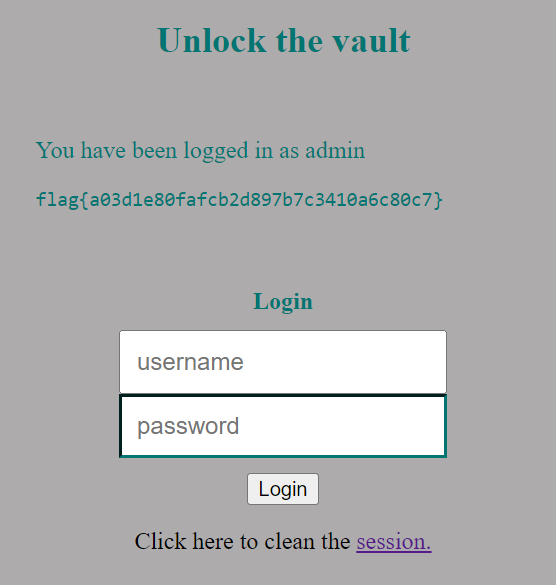 Unlock the vault
You have been logged in as admin
flag{a03d1e80fafcb2d897b7c3410a6c80c7}
Login
username
password
Login
Click here to clean the session.